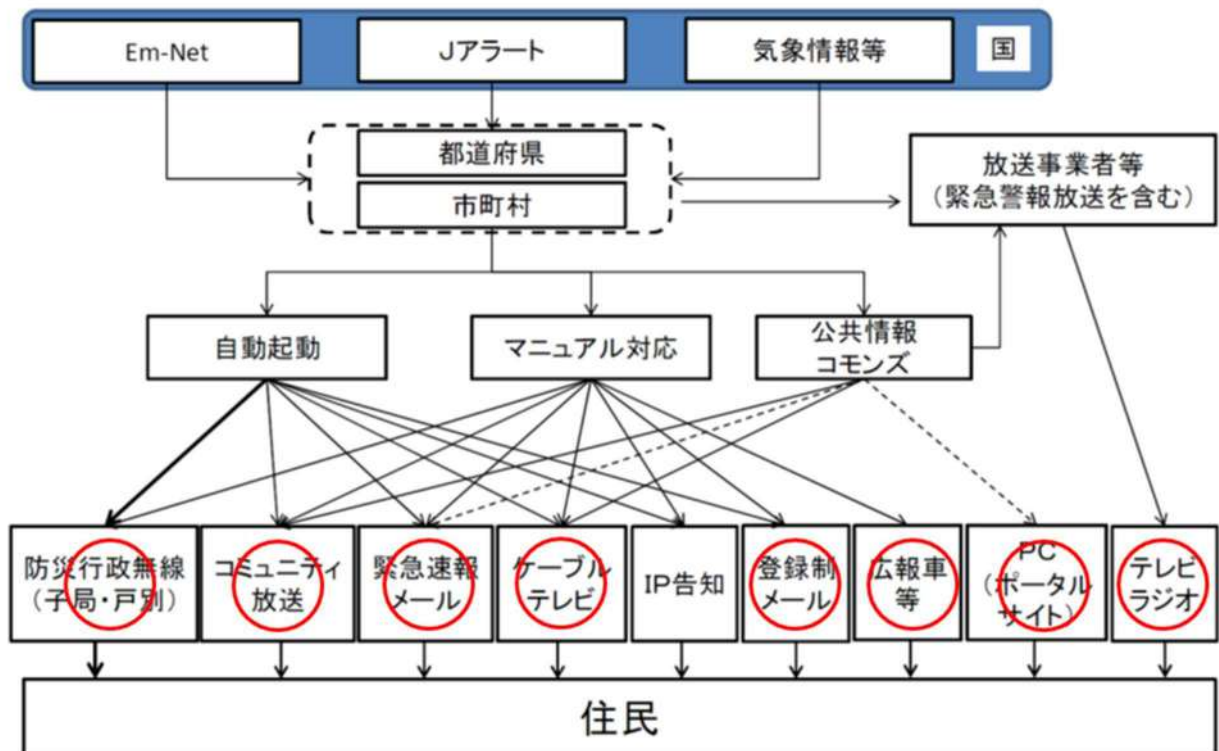 Em-Net
Jアラート
気象情報等
国
都道府県
市町村
放送事業者等
（緊急警報放送を含む）
自動起動
マニュアル対応
公共情報
コモンズ
防災行政無線
（子局・戸別）
コミュニティ
放送
緊急速報
メール
ケーブル
テレビ
IP告知
登録制
メール
広報車
等
PC
（ポータル
サイト）
テレビ
ラジオ
住民